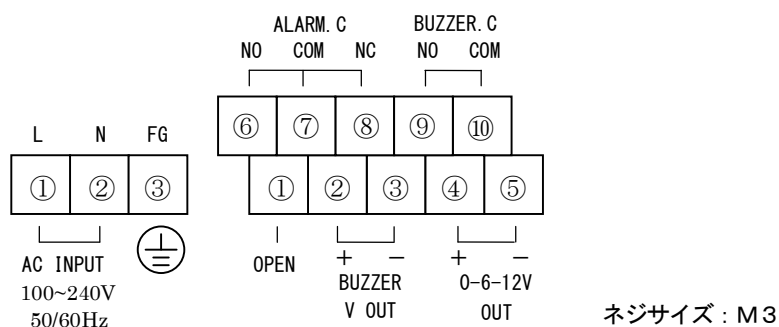 ALARM. C BUZZER. C
NO COM NC NO COM
⑥ ⑦ ⑧ ⑨ ⑩
L N FG
① ② ③ ① ② ③ ④ ⑤
AC INPUT
100~240V
50/60Hz
OPEN
+ − + −
BUZZER
V OUT
0-6-12V
OUT
ネジサイズ : M3